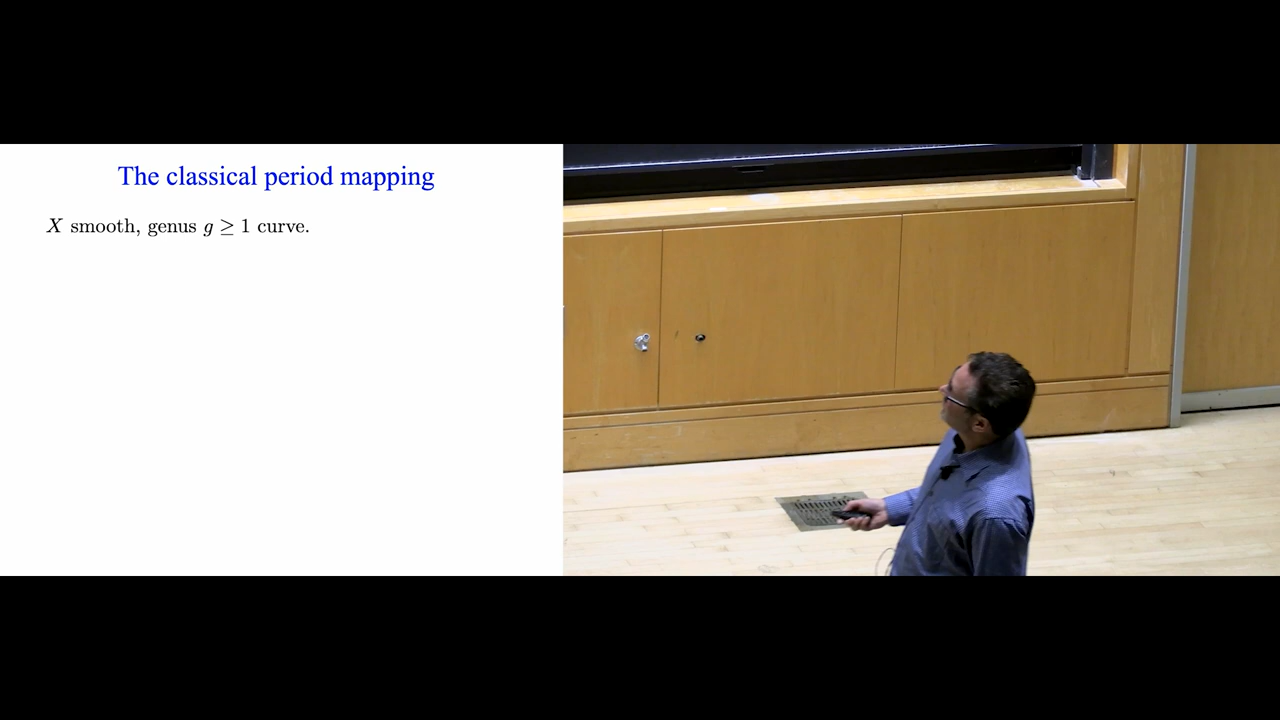 The classical period mapping
X smooth, genus g ≥ 1 curve.